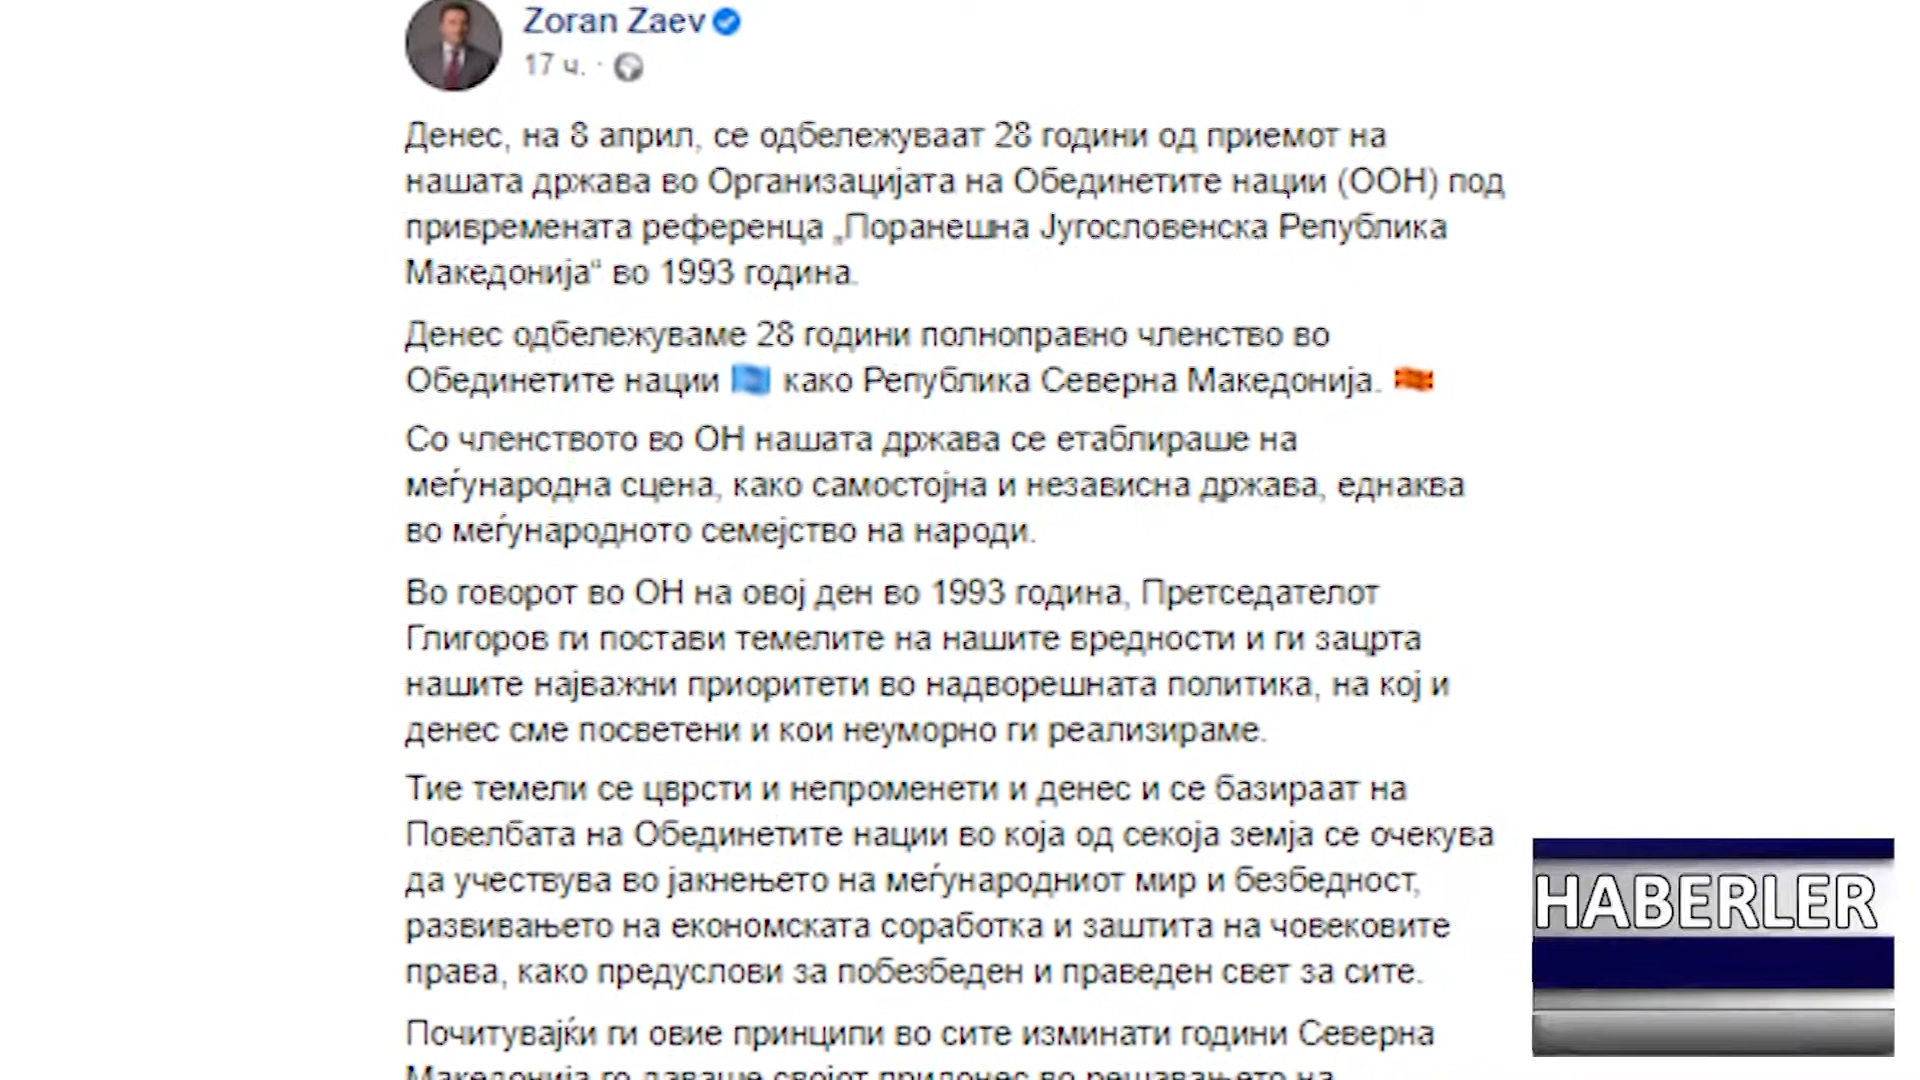 Zoran Zaev
17 ч. ·
Денес, на 8 април, се одбележуваат 28 години од приемот на
нашата држава во Организацијата на Обединетите нации (ООН) под
привремената референца „Поранешна Југословенска Република
Македонија“ во 1993 година.
Денес одбележуваме 28 години полноправно членство во
Обединетите нации како Република Северна Македонија.
Со членството во ОН нашата држава се етаблираше на
меѓународна сцена, како самостојна и независна држава, еднаква
во меѓународното семејство на народи.
Во говорот во ОН на овој ден во 1993 година, Претседателот
Глигоров ги постави темелите на нашите вредности и ги зацрта
нашите најважни приоритети во надворешната политика, на кој и
денес сме посветени и кои неуморно ги реализираме.
Тие темели се цврсти и непроменети и денес и се базираат на
Повелбата на Обединетите нации во која од секоја земја се очекува
да учествува во јакнењето на меѓународниот мир и безбедност,
развивањето на економската соработка и заштита на човековите
права, како предуслови за побезбеден и праведен свет за сите.
HABERLER
Почитувајќи ги овие принципи во сите изминати години Северна
Македонија го даваше својот придонес во решавањето на